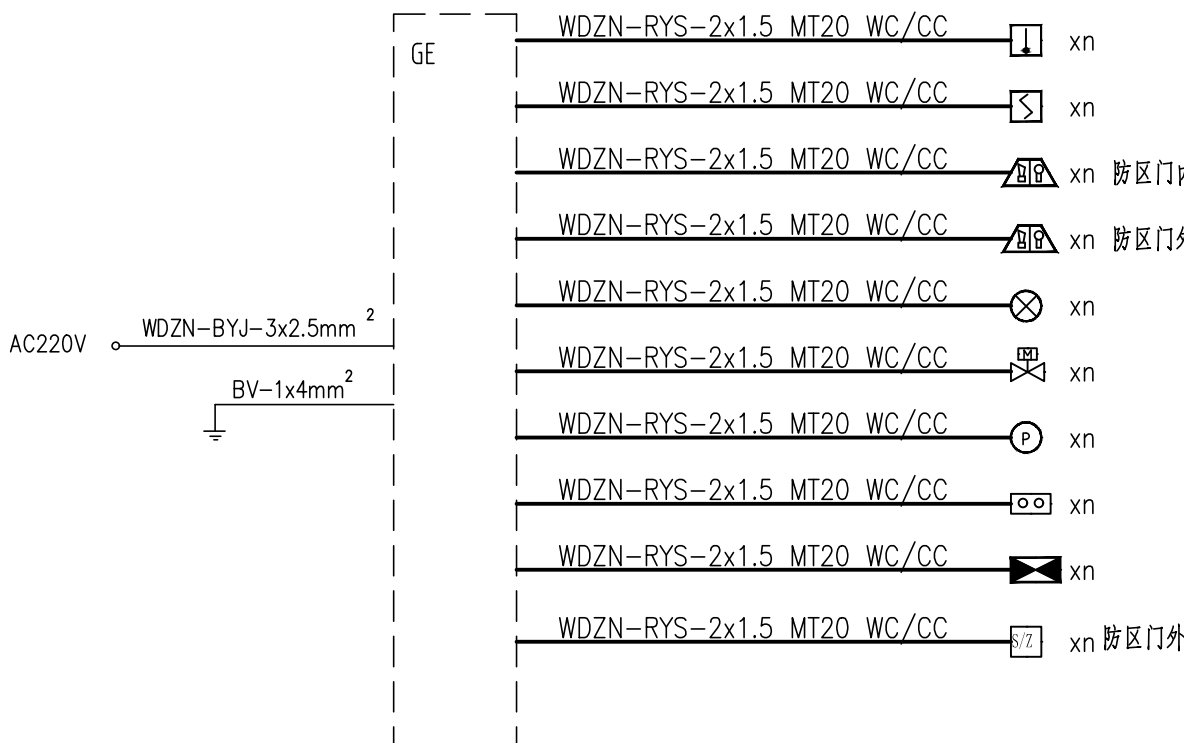 GE
WDZN-RYS-2x1.5 MT20 WC/CC
xn
WDZN-RYS-2x1.5 MT20 WC/CC
xn
WDZN-RYS-2x1.5 MT20 WC/CC
xn 防区门内
WDZN-RYS-2x1.5 MT20 WC/CC
xn 防区门外
WDZN-RYS-2x1.5 MT20 WC/CC
xn
AC220V WDZN-BYJ-3x2.5mm²
WDZN-RYS-2x1.5 MT20 WC/CC
M
xn
BV-1x4mm²
WDZN-RYS-2x1.5 MT20 WC/CC
P xn
WDZN-RYS-2x1.5 MT20 WC/CC
xn
WDZN-RYS-2x1.5 MT20 WC/CC
xn
WDZN-RYS-2x1.5 MT20 WC/CC
S/Z xn 防区门外